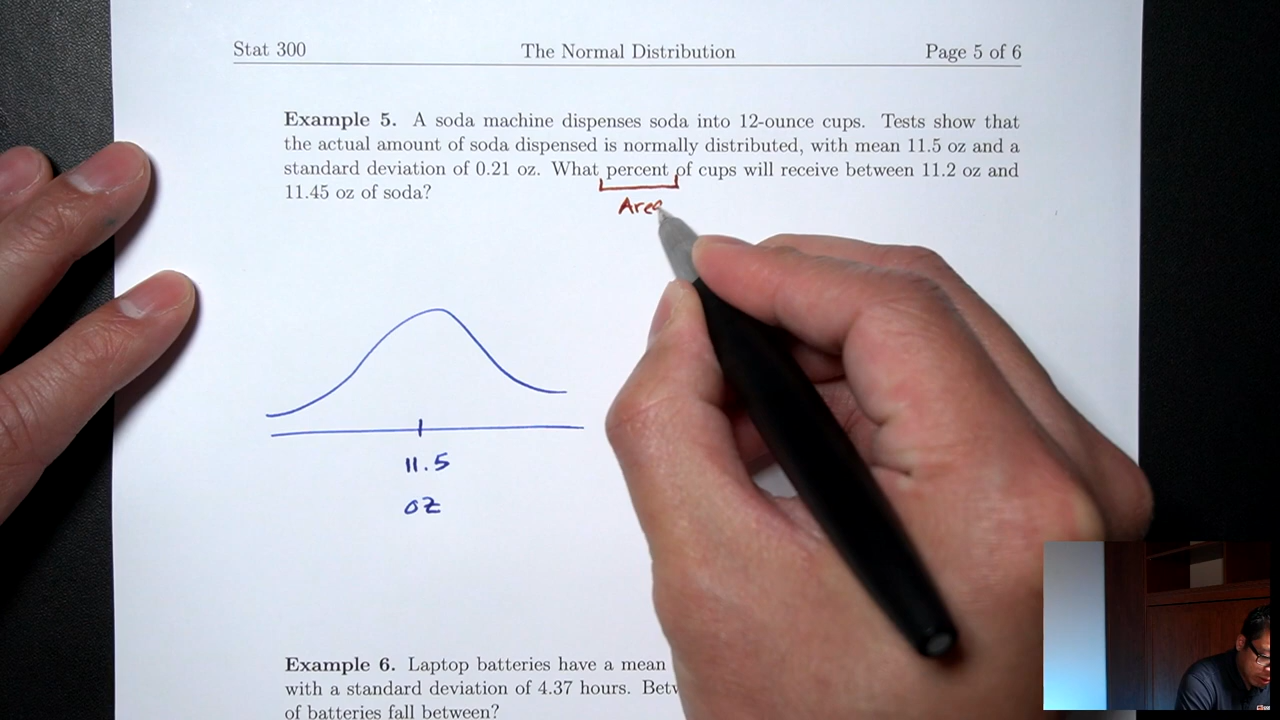 Stat 300 The Normal Distribution Page 5 of 6
Example 5. A soda machine dispenses soda into 12-ounce cups. Tests show that
the actual amount of soda dispensed is normally distributed, with mean 11.5 oz and a
standard deviation of 0.21 oz. What percent of cups will receive between 11.2 oz and
11.45 oz of soda?
Area
11.5
oz
Example 6. Laptop batteries have a mean
with a standard deviation of 4.37 hours.
of batteries fall between?